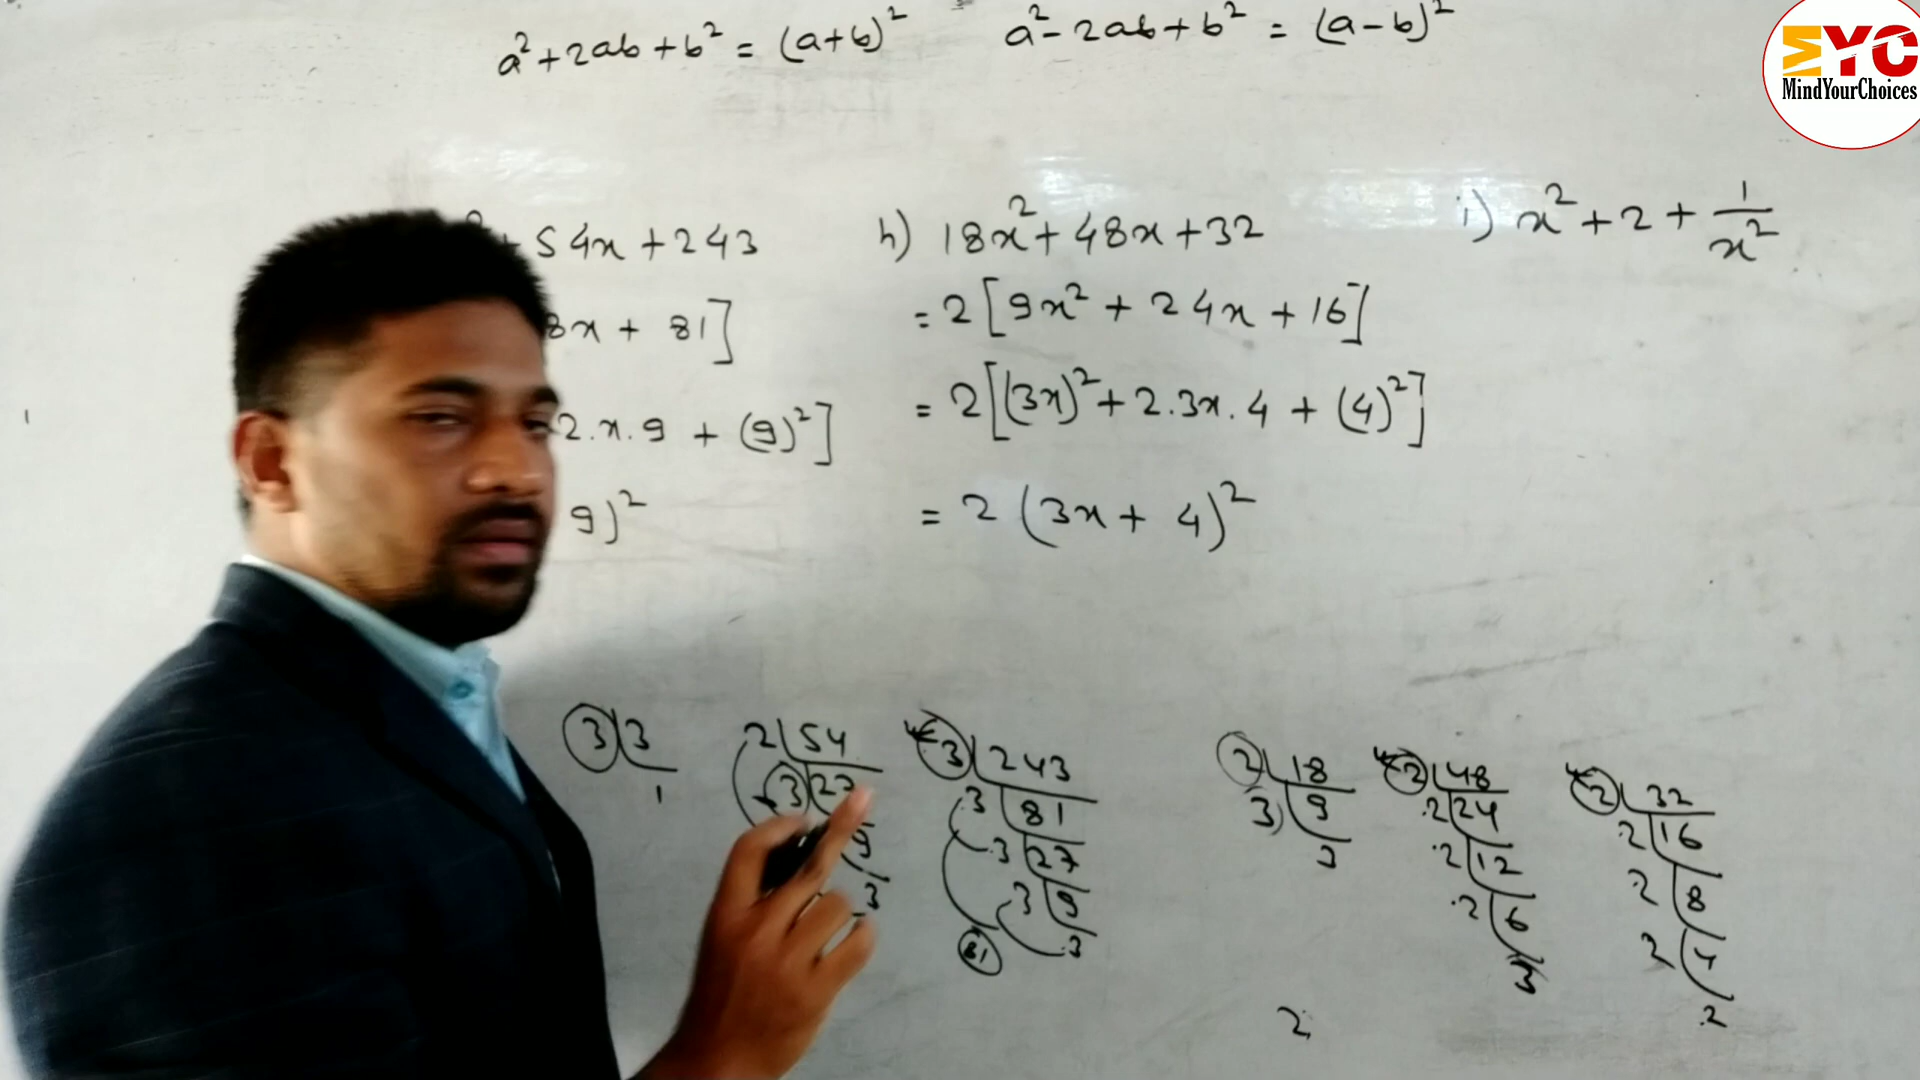 a²+2ab+b² = (a+b)²
a²-2ab+b² = (a-b)²
MYC
MindYourChoices
+54x+243
8x + 81]
2.x.9 + (9)²]
9)²
h) 18x²+48x+32
= 2[9x² + 24x + 16]
= 2[(3x)²+2.3x.4 + (4)²]
= 2 (3x+4)²
i) x²+2+1/x²
3 3
1
2 54
3 27
9
3
3 243
3 81
3 27
3 9
3
81
2 18
3 9
3
2 48
2 24
2 12
2 6
3
2 32
2 16
2 8
2 4
2
2